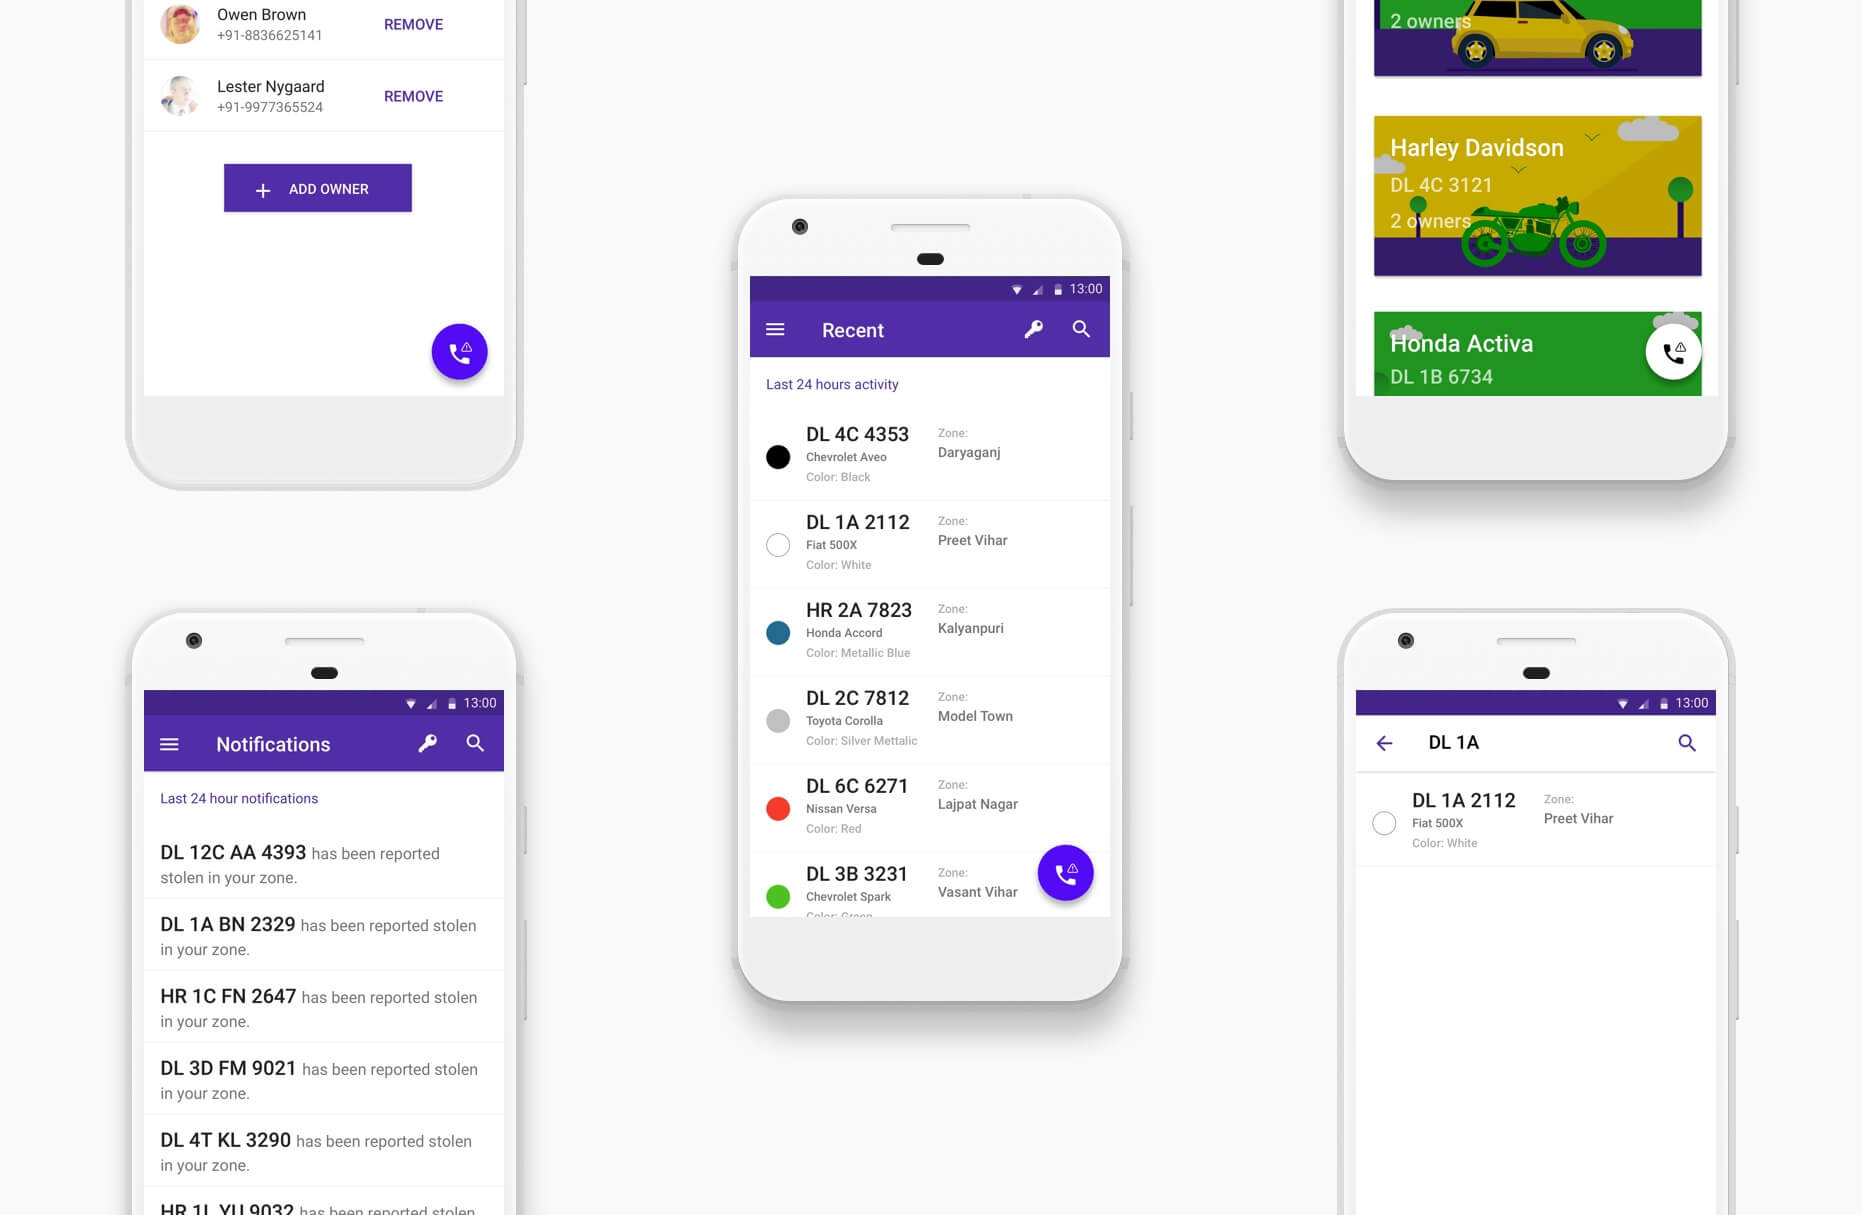 Owen Brown
+91-8836625141
REMOVE
Lester Nygaard
+91-9977365524
REMOVE
+ ADD OWNER
13:00
Notifications
Last 24 hour notifications
DL 12C AA 4393 has been reported
stolen in your zone.
DL 1A BN 2329 has been reported stolen
in your zone.
HR 1C FN 2647 has been reported stolen
in your zone.
DL 3D FM 9021 has been reported stolen
in your zone.
DL 4T KL 3290 has been reported stolen
in your zone.
HR 1L YU 9032 has been reported stolen
13:00
Recent
Last 24 hours activity
DL 4C 4353
Chevrolet Aveo
Color: Black
Zone:
Daryaganj
DL 1A 2112
Fiat 500X
Color: White
Zone:
Preet Vihar
HR 2A 7823
Honda Accord
Color: Metallic Blue
Zone:
Kalyanpuri
DL 2C 7812
Toyota Corolla
Color: Silver Mettalic
Zone:
Model Town
DL 6C 6271
Nissan Versa
Color: Red
Zone:
Lajpat Nagar
DL 3B 3231
Chevrolet Spark
Color: Green
Zone:
Vasant Vihar
2 owners
Harley Davidson
DL 4C 3121
2 owners
Honda Activa
DL 1B 6734
13:00
DL 1A
DL 1A 2112
Fiat 500X
Color: White
Zone:
Preet Vihar